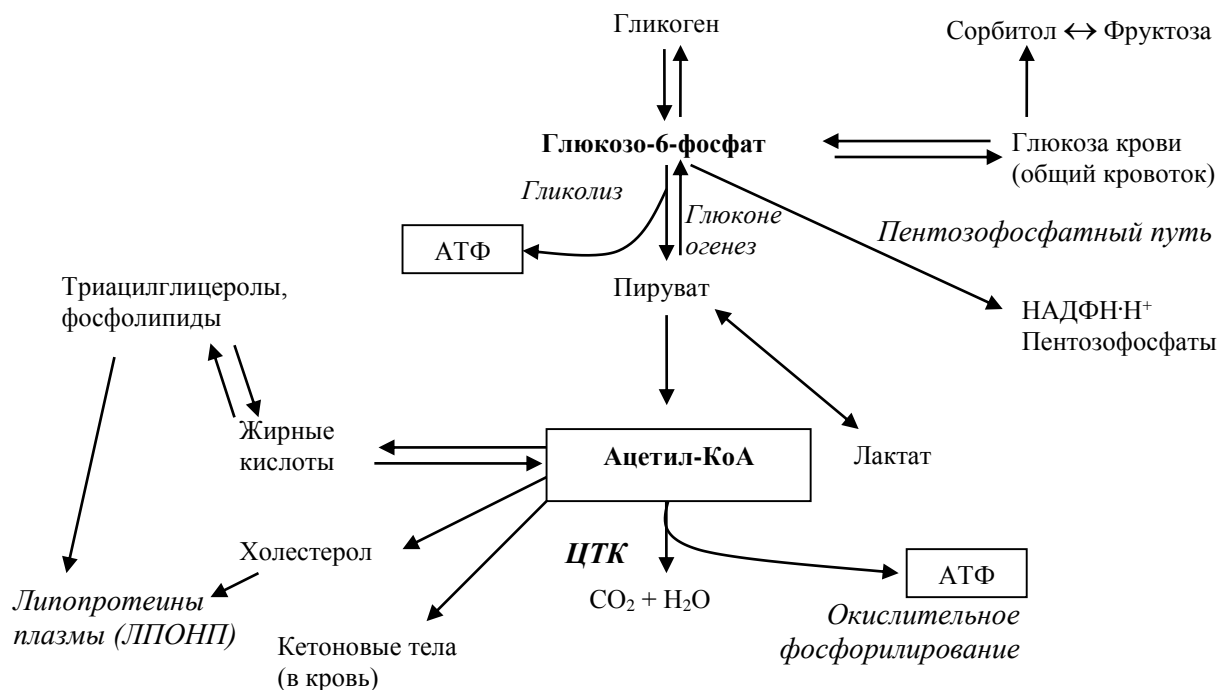 Гликоген
Сорбитол ↔ Фруктоза
Глюкозо-6-фосфат
Глюкоза крови
(общий кровоток)
Гликолиз
Глюконе
огенез
Пентозофосфатный путь
АТФ
Триацилглицеролы,
фосфолипиды
Пируват
НАДФН·Н⁺
Пентозофосфаты
Жирные
кислоты
Ацетил-КоА
Лактат
Холестерол
ЦТК
АТФ
Липопротеины
плазмы (ЛПОНП)
CO₂ + H₂O
Окислительное
фосфорилирование
Кетоновые тела
(в кровь)